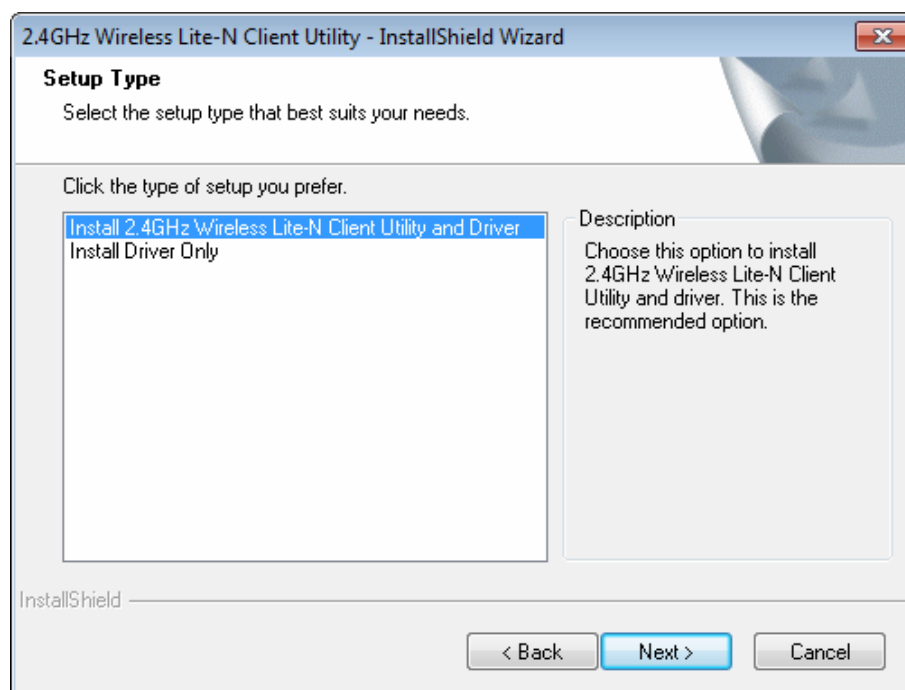 2.4GHz Wireless Lite-N Client Utility - InstallShield Wizard
Setup Type
Select the setup type that best suits your needs.
Click the type of setup you prefer.
Install 2.4GHz Wireless Lite-N Client Utility and Driver
Install Driver Only
Description
Choose this option to install
2.4GHz Wireless Lite-N Client
Utility and driver. This is the
recommended option.
InstallShield
< Back
Next >
Cancel